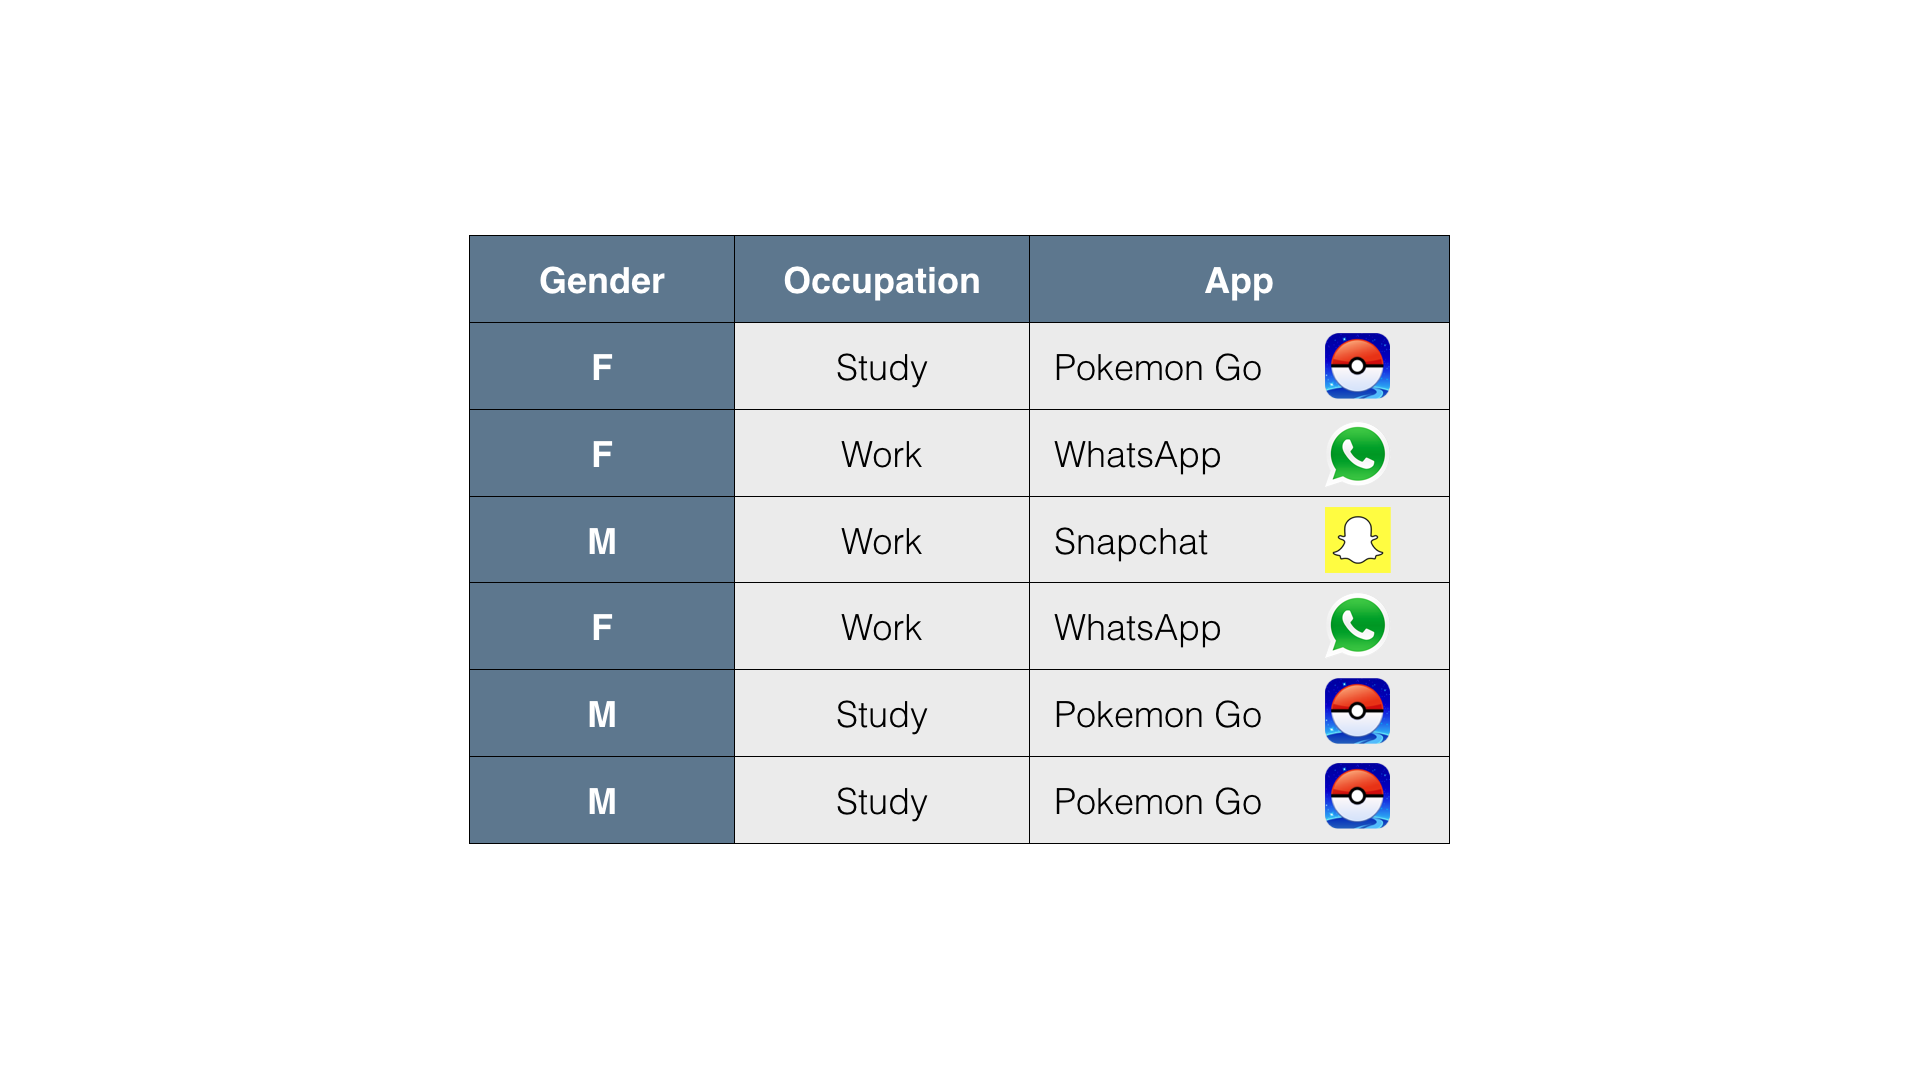 Gender Occupation App
F Study Pokemon Go
F Work WhatsApp
M Work Snapchat
F Work WhatsApp
M Study Pokemon Go
M Study Pokemon Go